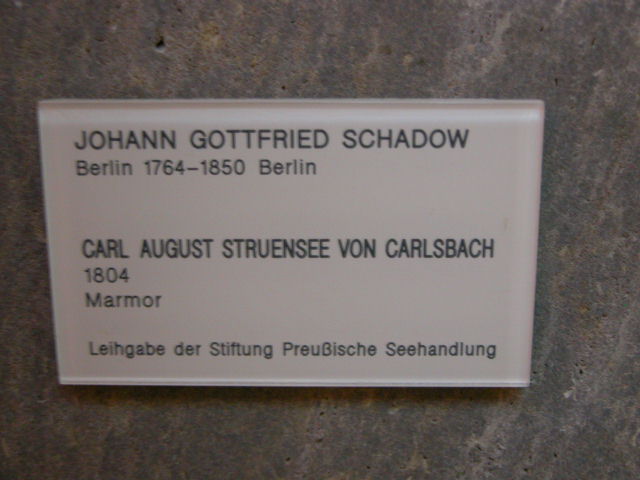 JOHANN GOTTFRIED SCHADOW
Berlin 1764–1850 Berlin
CARL AUGUST STRUENSEE VON CARLSBACH
1804
Marmor
Leihgabe der Stiftung Preußische Seehandlung